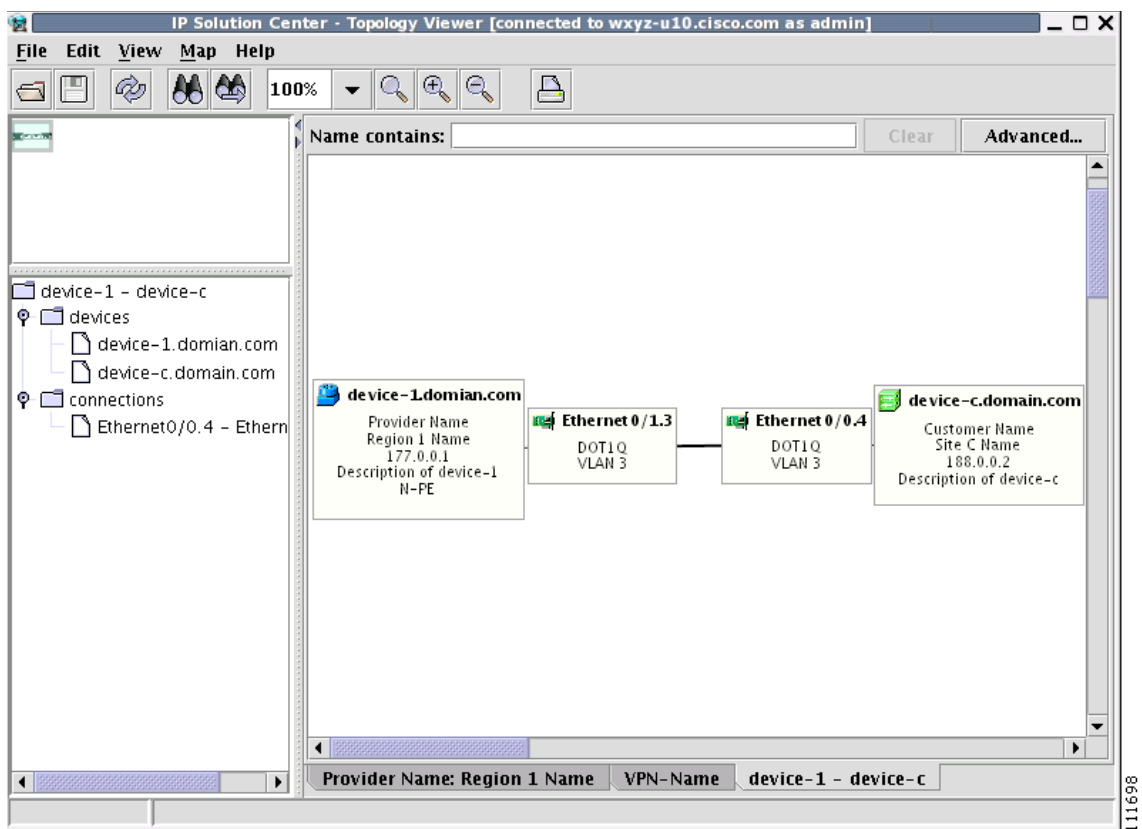 IP Solution Center - Topology Viewer [connected to wxyz-u10.cisco.com as admin]
File Edit View Map Help
100%
Name contains: Clear Advanced...
device-1 - device-c
devices
device-1.domian.com
device-c.domain.com
connections
Ethernet0/0.4 - Ethern
device-1.domian.com
Provider Name
Region 1 Name
177.0.0.1
Description of device-1
N-PE
Ethernet 0/1.3
DOT1Q
VLAN 3
Ethernet 0/0.4
DOT1Q
VLAN 3
device-c.domain.com
Customer Name
Site C Name
188.0.0.2
Description of device-c
Provider Name: Region 1 Name VPN-Name device-1 - device-c
111698